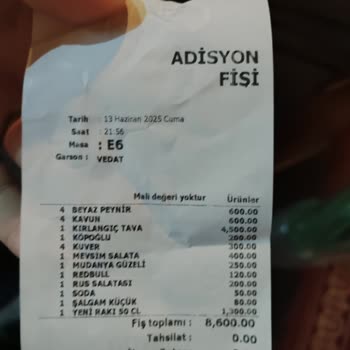 ADİSYON
FİŞİ
Tarih : 13 Haziran 2025 Cuma
Saat : 21:56
Masa : E6
Garson : VEDAT
Mali değeri yoktur Ürünler
4 BEYAZ PEYNİR 600.00
4 KAVUN 600.00
1 KIRLANGIÇ TAVA 4,500.00
1 KÖPOĞLU 200.00
4 KUVER 300.00
1 MEVSİM SALATA 400.00
1 MUDANYA GÜZELİ 250.00
1 REDBULL 120.00
1 RUS SALATASI 200.00
1 SODA 50.00
1 ŞALGAM KÜÇÜK 80.00
1 YENİ RAKI 50 CL 1,300.00
Fiş toplamı : 8,600.00
Tahsilat : 0.00